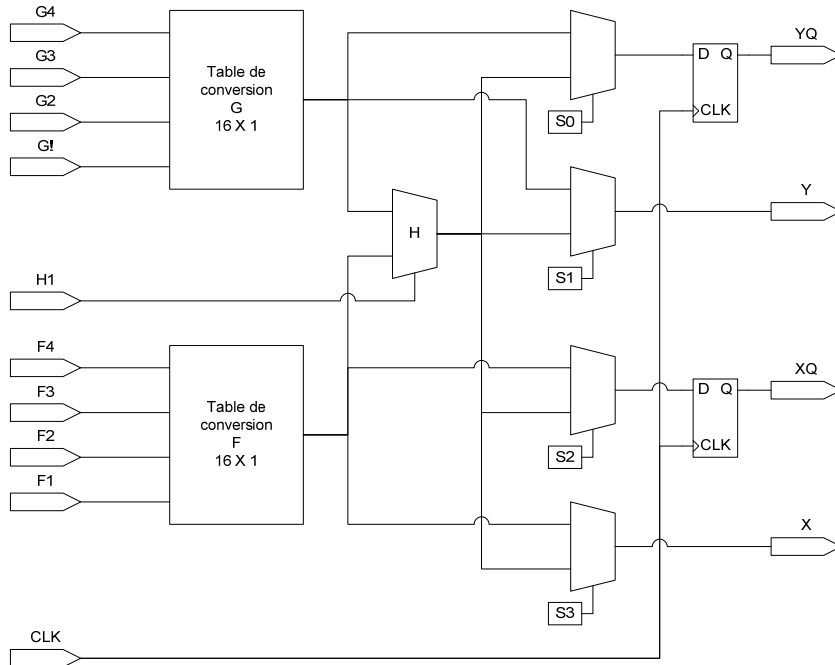 G4
G3
G2
G!
Table de
conversion
G
16 X 1
S0
D Q
CLK
YQ
H
S1
Y
H1
F4
F3
F2
F1
Table de
conversion
F
16 X 1
S2
D Q
CLK
XQ
S3
X
CLK